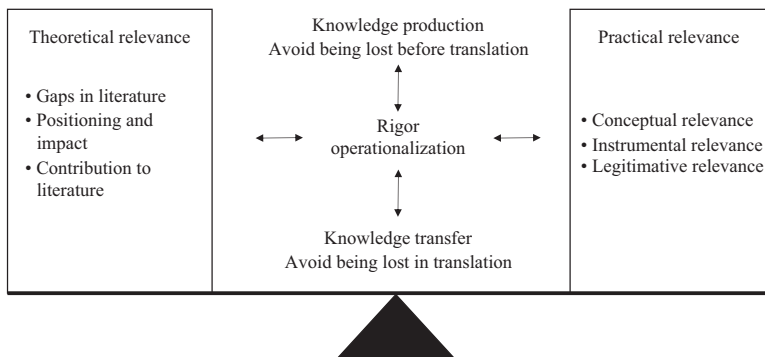 Theoretical relevance
• Gaps in literature
• Positioning and
impact
• Contribution to
literature
Knowledge production
Avoid being lost before translation
Rigor
operationalization
Knowledge transfer
Avoid being lost in translation
Practical relevance
• Conceptual relevance
• Instrumental relevance
• Legitimative relevance